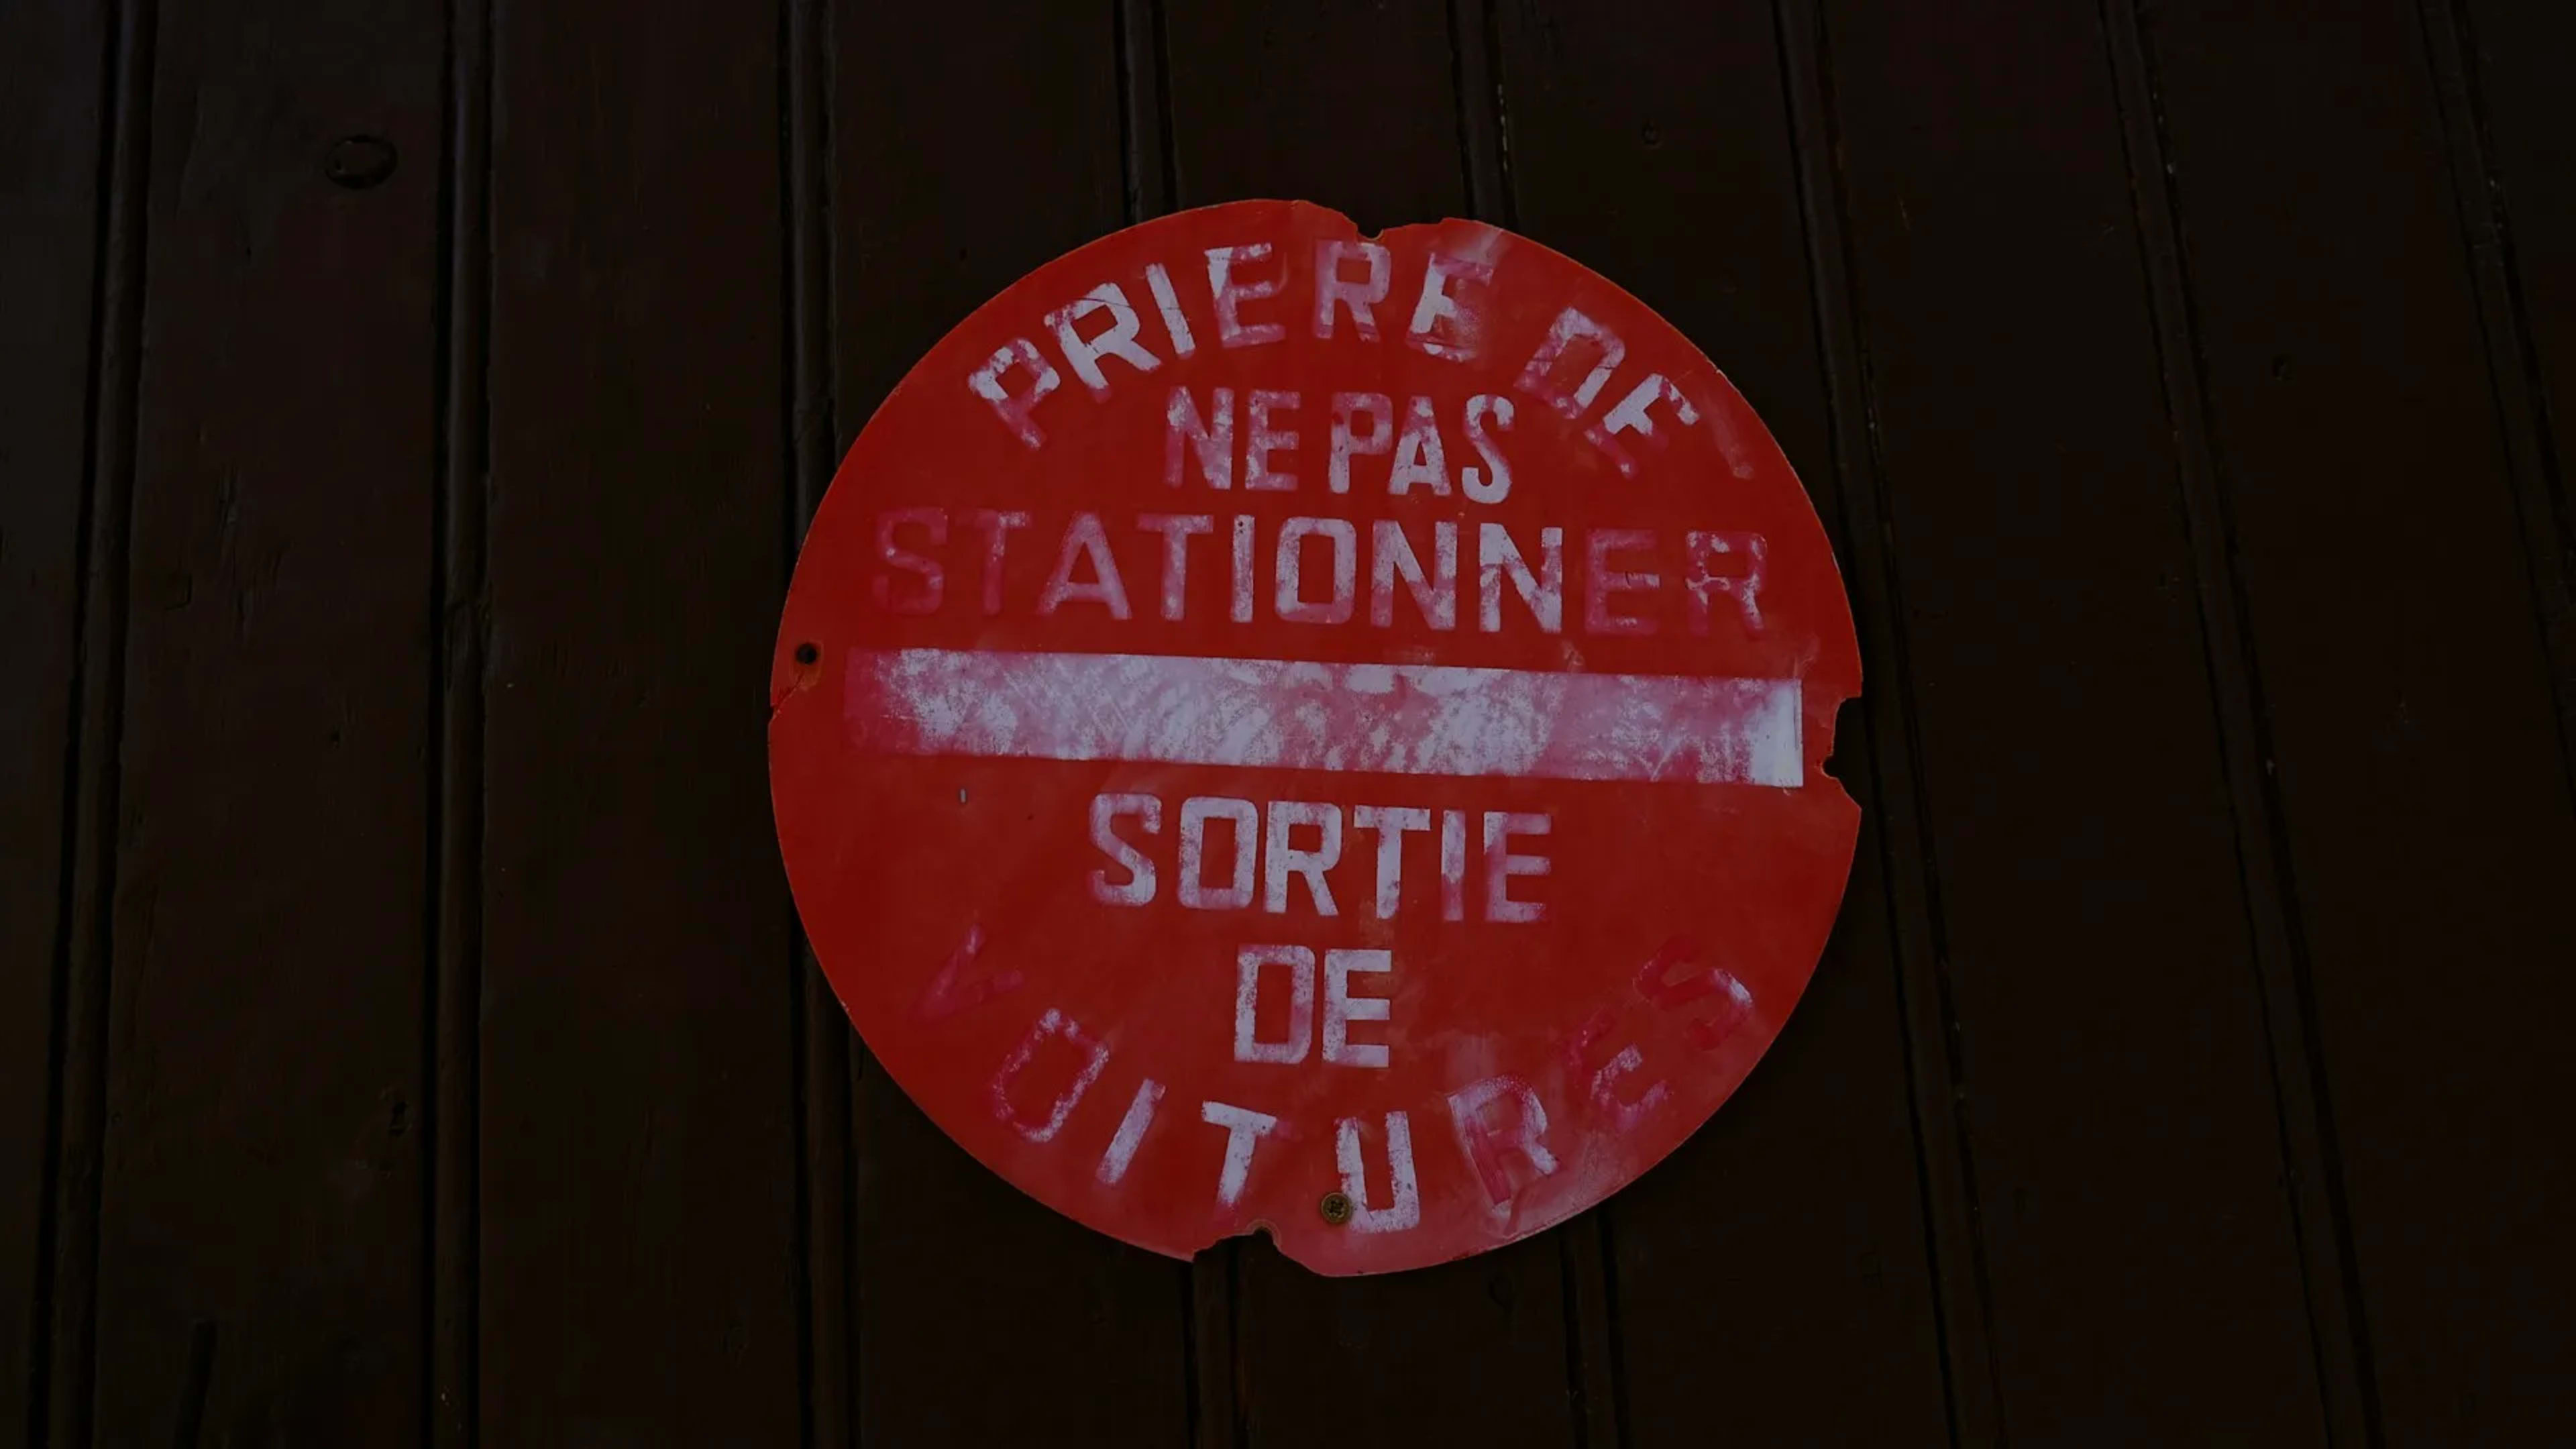 PRIERE DE
NE PAS
STATIONNER
SORTIE
DE
VOITURES